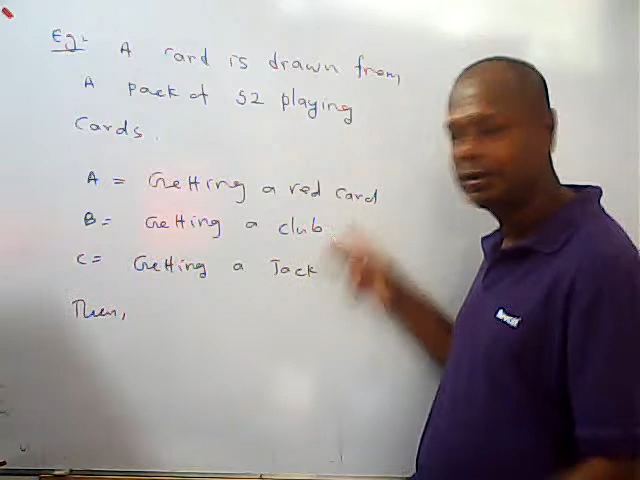 Eg:
A card is drawn from
A pack of 52 playing
cards.
A = Getting a red card
B = Getting a club
C = Getting a Jack
Then,